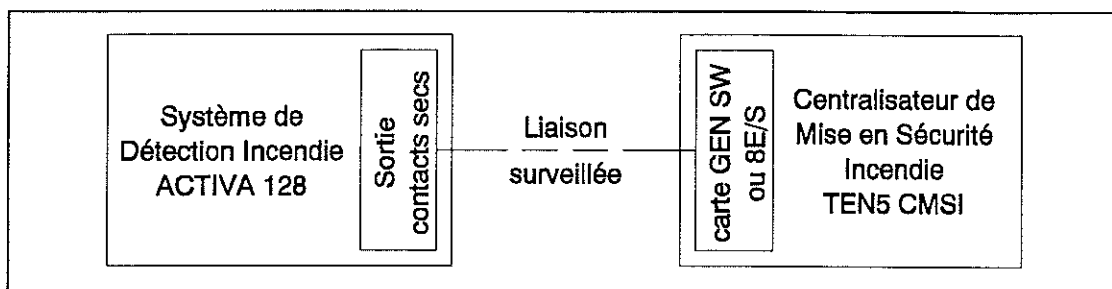 Système de
Détection Incendie
ACTIVA 128
Sortie
contacts secs
Liaison
surveillée
carte GEN SW
ou 8E/S
Centralisateur de
Mise en Sécurité
Incendie
TEN5 CMSI